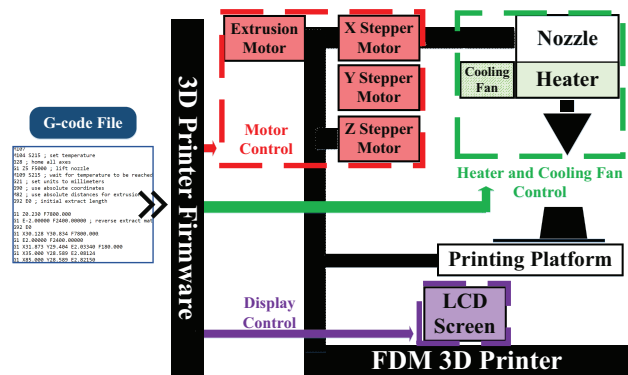 G-code File
M107
M104 S215 ; set temperature
G28 ; home all axes
G1 Z5 F5000 ; lift nozzle
M109 S215 ; wait for temperature to be reached
G21 ; set units to millimeters
G90 ; use absolute coordinates
M82 ; use absolute distances for extrusion
G92 E0 ; initial extract length
G1 Z0.230 F7800.000
G1 E-2.00000 F2400.00000 ; reverse extract mat
G92 E0
G1 X30.128 Y30.834 F7800.000
G1 E2.00000 F2400.00000
G1 X31.873 Y29.404 E2.03340 F180.000
G1 X35.000 Y28.589 E2.08124
G1 X85.000 Y28.589 E2.82150
3D Printer Firmware
Extrusion
Motor
X Stepper
Motor
Y Stepper
Motor
Z Stepper
Motor
Motor
Control
Nozzle
Cooling
Fan
Heater
Heater and Cooling Fan
Control
Printing Platform
Display
Control
LCD
Screen
FDM 3D Printer